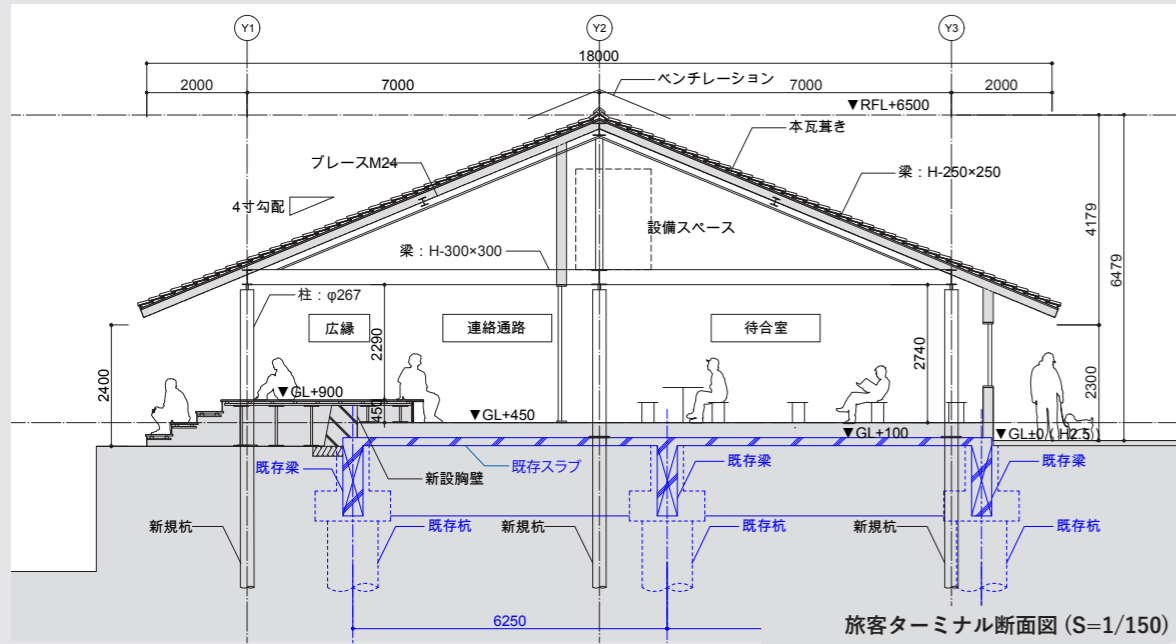 Y1
Y2
Y3
18000
2000
7000
7000
2000
ベンチレーション
▼RFL+6500
本瓦葺き
ブレースM24
梁：H-250×250
4寸勾配
設備スペース
梁：H-300×300
4179
6479
柱：φ267
広縁
連絡通路
待合室
2290
2740
2400
2300
▼GL+900
450
▼GL+450
▼GL+100
▼GL±0 (H2.5)
既存梁
新設胸壁
既存スラブ
既存梁
既存梁
新規杭
既存杭
新規杭
既存杭
新規杭
既存杭
6250
旅客ターミナル断面図 (S=1/150)